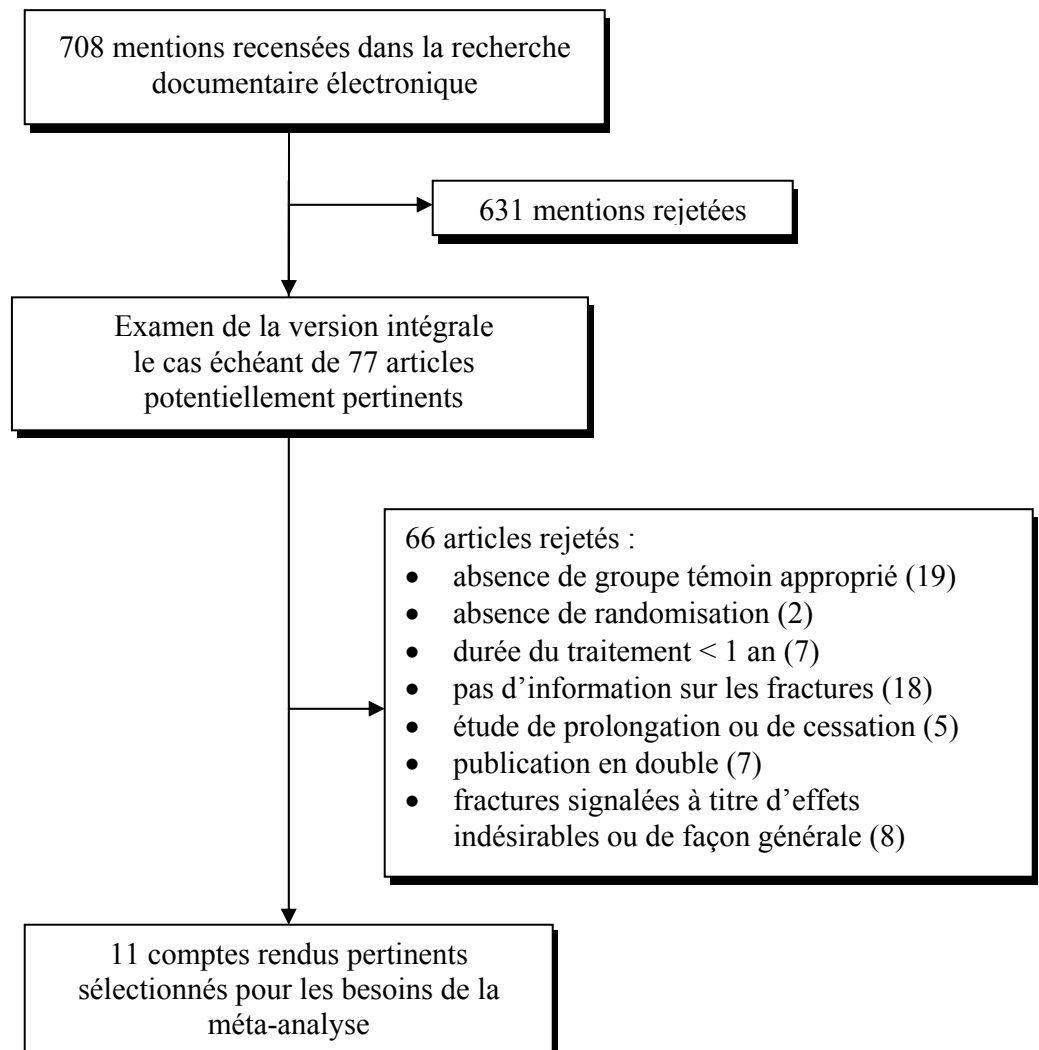 708 mentions recensées dans la recherche
documentaire électronique
631 mentions rejetées
Examen de la version intégrale
le cas échéant de 77 articles
potentiellement pertinents
66 articles rejetés :
• absence de groupe témoin approprié (19)
• absence de randomisation (2)
• durée du traitement < 1 an (7)
• pas d’information sur les fractures (18)
• étude de prolongation ou de cessation (5)
• publication en double (7)
• fractures signalées à titre d’effets
indésirables ou de façon générale (8)
11 comptes rendus pertinents
sélectionnés pour les besoins de la
méta-analyse